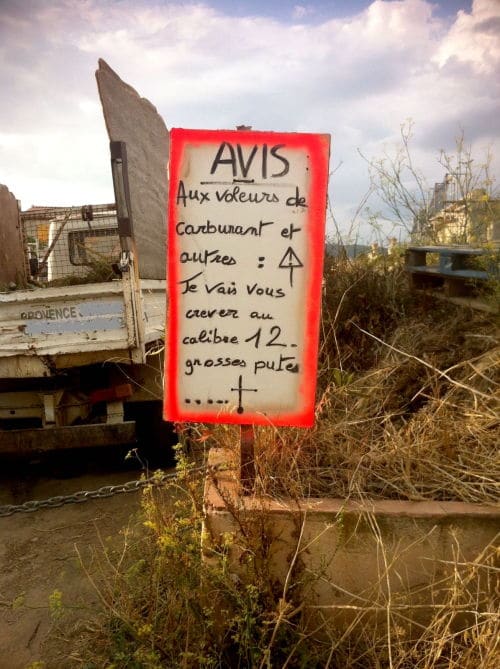 PROVENCE
AVIS
Aux voleurs de
Carburant et
autres :
Je vais vous
crever au
calibre 12.
grosses putes
.....